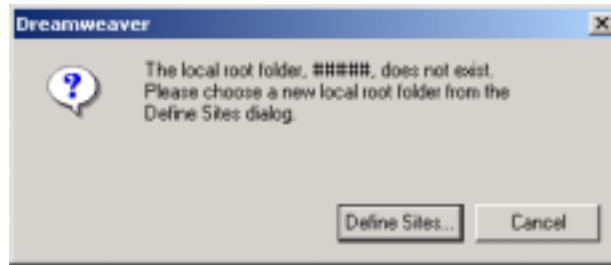 Dreamweaver
The local root folder, #####, does not exist.
Please choose a new local root folder from the
Define Sites dialog.
Define Sites... Cancel